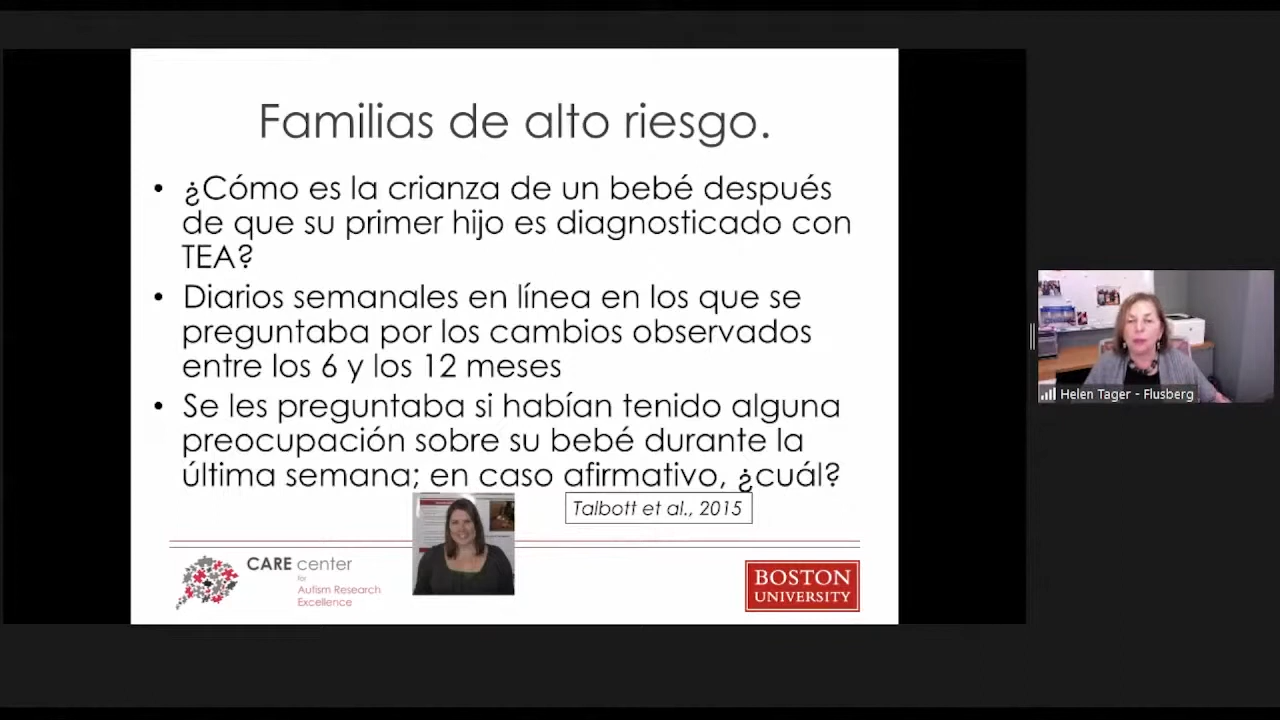 Familias de alto riesgo.
• ¿Cómo es la crianza de un bebé después
de que su primer hijo es diagnosticado con
TEA?
• Diarios semanales en línea en los que se
preguntaba por los cambios observados
entre los 6 y los 12 meses
• Se les preguntaba si habían tenido alguna
preocupación sobre su bebé durante la
última semana; en caso afirmativo, ¿cuál?
Talbott et al., 2015
CARE center
for
Autism Research
Excellence
BOSTON
UNIVERSITY
Helen Tager - Flusberg